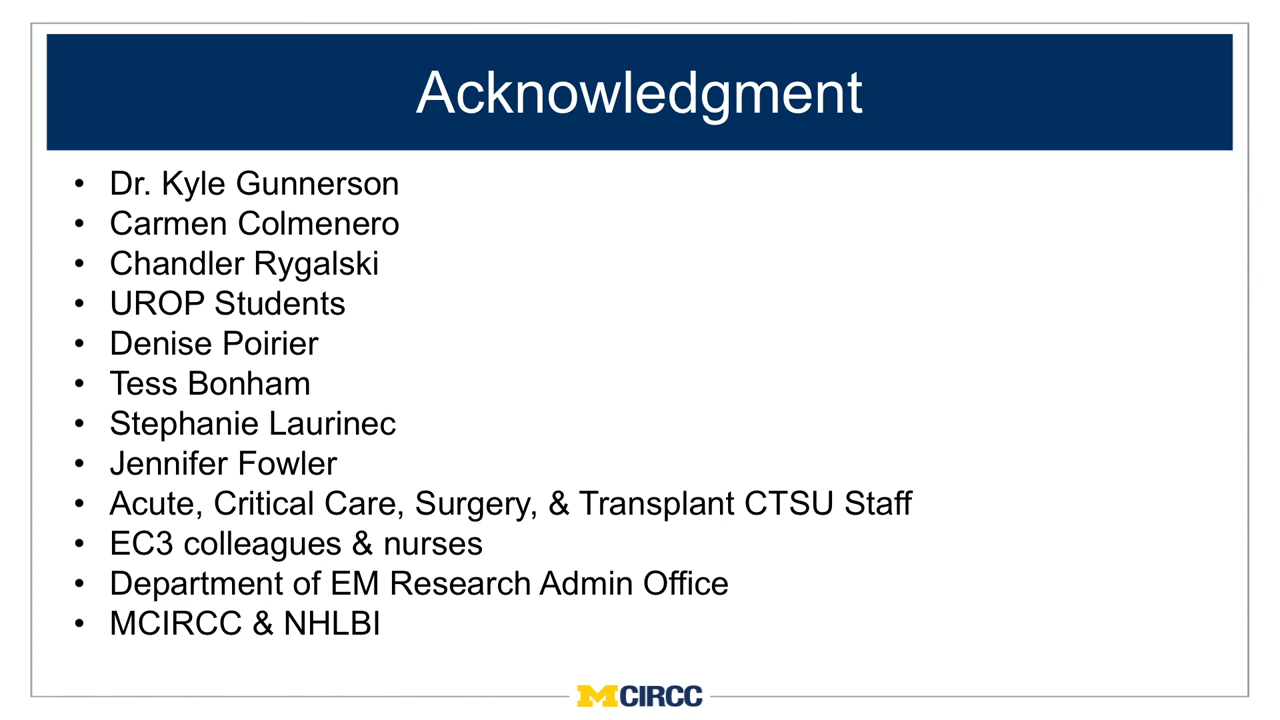 Acknowledgment
• Dr. Kyle Gunnerson
• Carmen Colmenero
• Chandler Rygalski
• UROP Students
• Denise Poirier
• Tess Bonham
• Stephanie Laurinec
• Jennifer Fowler
• Acute, Critical Care, Surgery, & Transplant CTSU Staff
• EC3 colleagues & nurses
• Department of EM Research Admin Office
• MCIRCC & NHLBI
MCIRCC